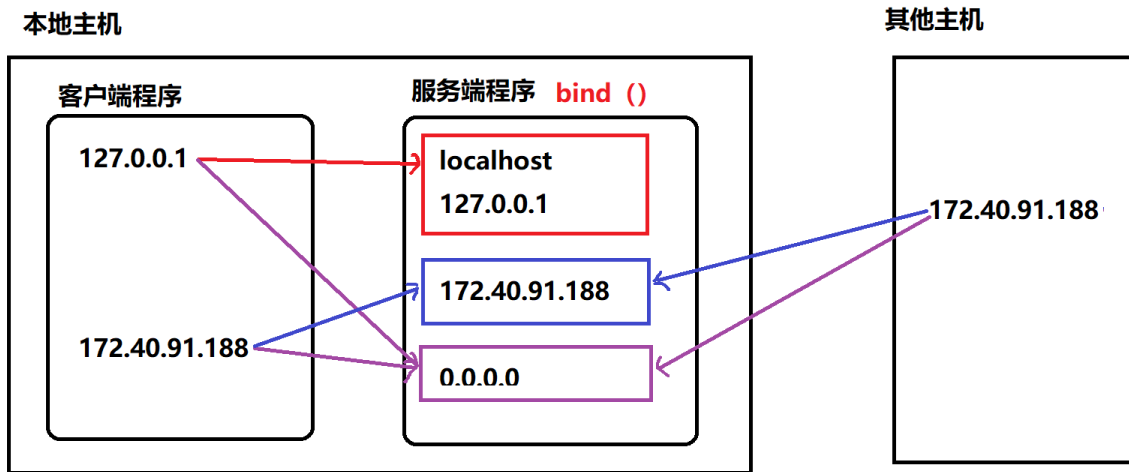 本地主机
其他主机
客户端程序
服务端程序 bind（）
127.0.0.1
localhost
127.0.0.1
172.40.91.188
172.40.91.188
172.40.91.188
0.0.0.0